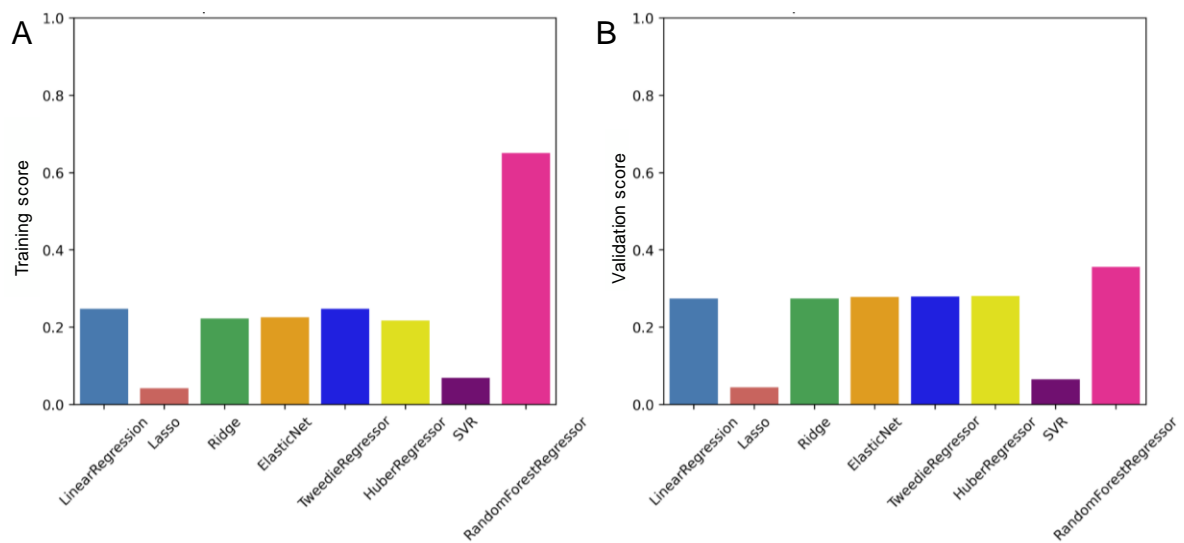 A
Training score
1.0
0.8
0.6
0.4
0.2
0.0
LinearRegression
Lasso
Ridge
ElasticNet
TweedieRegressor
HuberRegressor
SVR
RandomForestRegressor
B
Validation score
1.0
0.8
0.6
0.4
0.2
0.0
LinearRegression
Lasso
Ridge
ElasticNet
TweedieRegressor
HuberRegressor
SVR
RandomForestRegressor